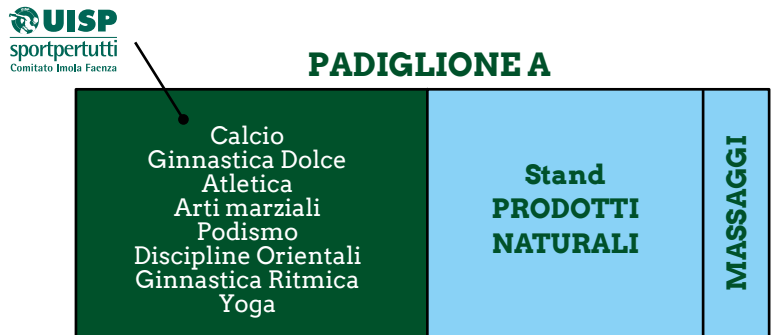 UISP
sportpertutti
Comitato Imola Faenza
PADIGLIONE A
Calcio
Ginnastica Dolce
Atletica
Arti marziali
Podismo
Discipline Orientali
Ginnastica Ritmica
Yoga
Stand
PRODOTTI
NATURALI
MASSAGGI